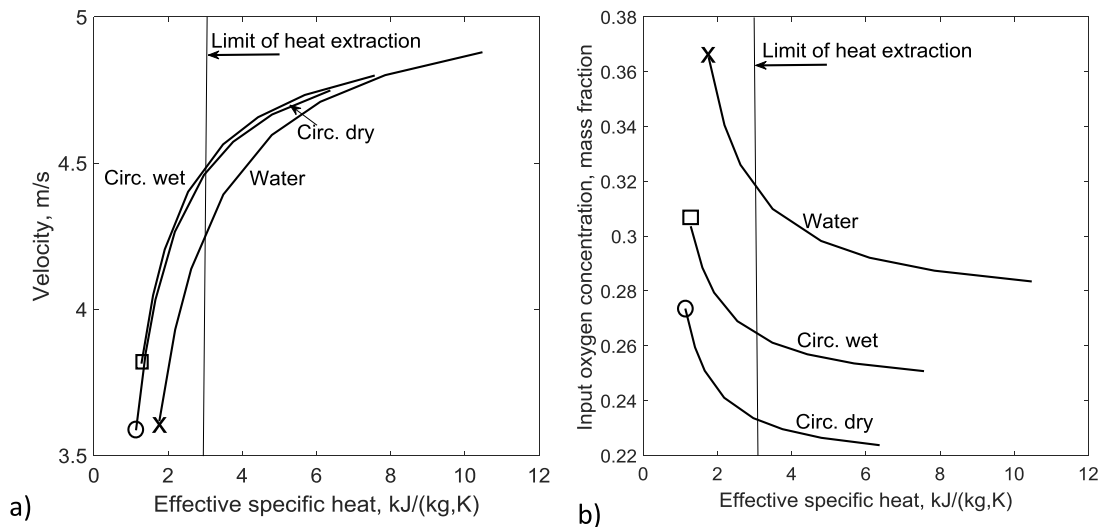 5
4.5
4
3.5
Velocity, m/s
Limit of heat extraction
Circ. dry
Circ. wet
Water
0 2 4 6 8 10 12
Effective specific heat, kJ/(kg,K)
a)
0.38
0.36
0.34
0.32
0.3
0.28
0.26
0.24
0.22
Input oxygen concentration, mass fraction
Limit of heat extraction
Water
Circ. wet
Circ. dry
0 2 4 6 8 10 12
Effective specific heat, kJ/(kg,K)
b)